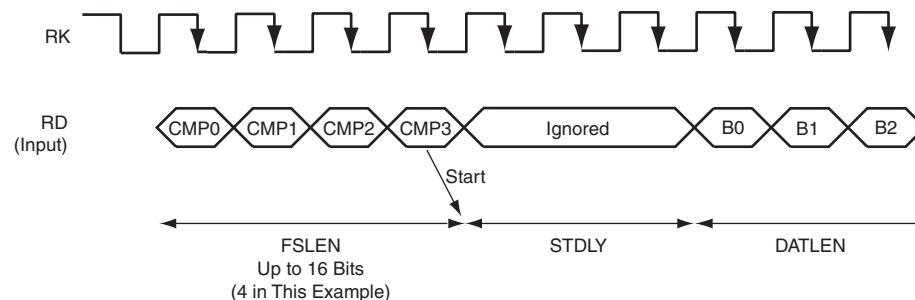 RK
RD
(Input)
CMP0 CMP1 CMP2 CMP3 Ignored B0 B1 B2
Start
FSLEN STDLY DATLEN
Up to 16 Bits
(4 in This Example)